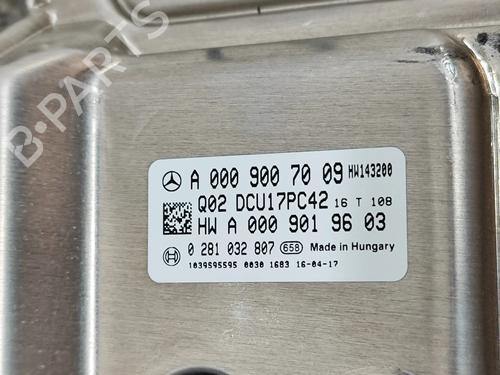 B-PARTS
A 000 900 70 09 HW143200
Q02 DCU17PC42 16 T 108
HW A 000 901 96 03
0 281 032 807 658 Made in Hungary
1039S95595 0030 1683 16-04-17